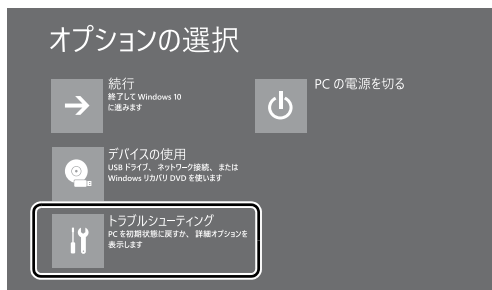 オプションの選択
続行
終了して Windows 10
に進みます
PC の電源を切る
デバイスの使用
USB ドライブ、ネットワーク接続、または
Windows リカバリ DVD を使います
トラブルシューティング
PC を初期状態に戻すか、詳細オプションを
表示します